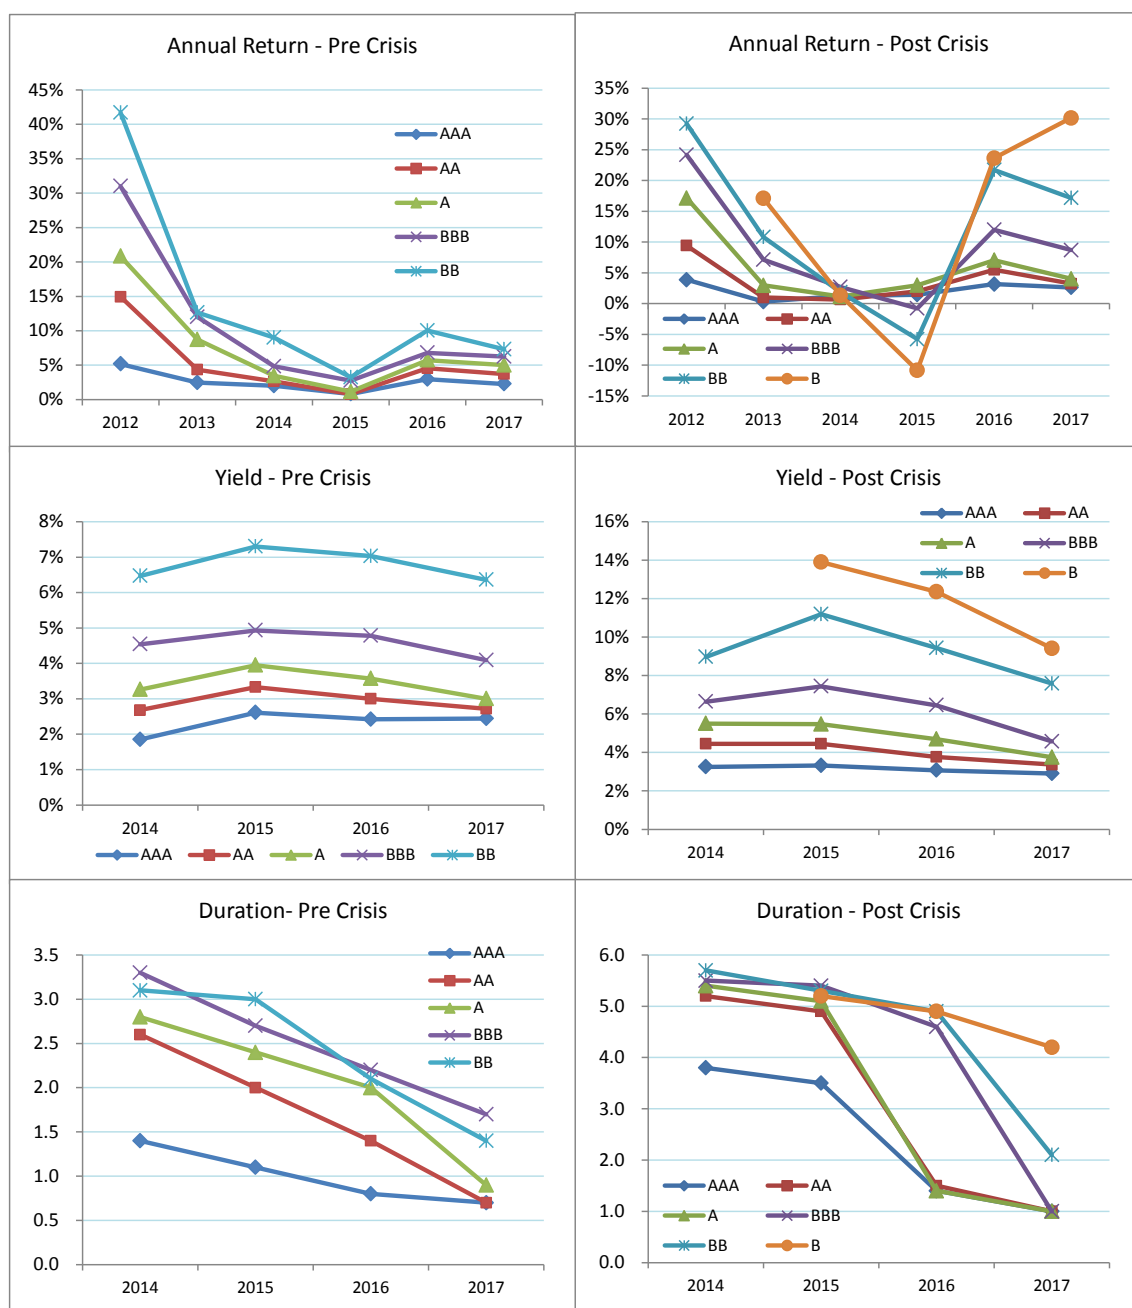 Annual Return - Pre Crisis
45%
40%
35%
30%
25%
20%
15%
10%
5%
0%
AAA
AA
A
BBB
BB
2012 2013 2014 2015 2016 2017
Annual Return - Post Crisis
35%
30%
25%
20%
15%
10%
5%
0%
-5%
-10%
-15%
AAA AA
A BBB
BB B
2012 2013 2014 2015 2016 2017
Yield - Pre Crisis
8%
7%
6%
5%
4%
3%
2%
1%
0%
2014 2015 2016 2017
AAA AA A BBB BB
Yield - Post Crisis
AAA AA
A BBB
BB B
16%
14%
12%
10%
8%
6%
4%
2%
0%
2014 2015 2016 2017
Duration- Pre Crisis
3.5
3.0
2.5
2.0
1.5
1.0
0.5
0.0
AAA
AA
A
BBB
BB
2014 2015 2016 2017
Duration - Post Crisis
6.0
5.0
4.0
3.0
2.0
1.0
0.0
AAA AA
A BBB
BB B
2014 2015 2016 2017